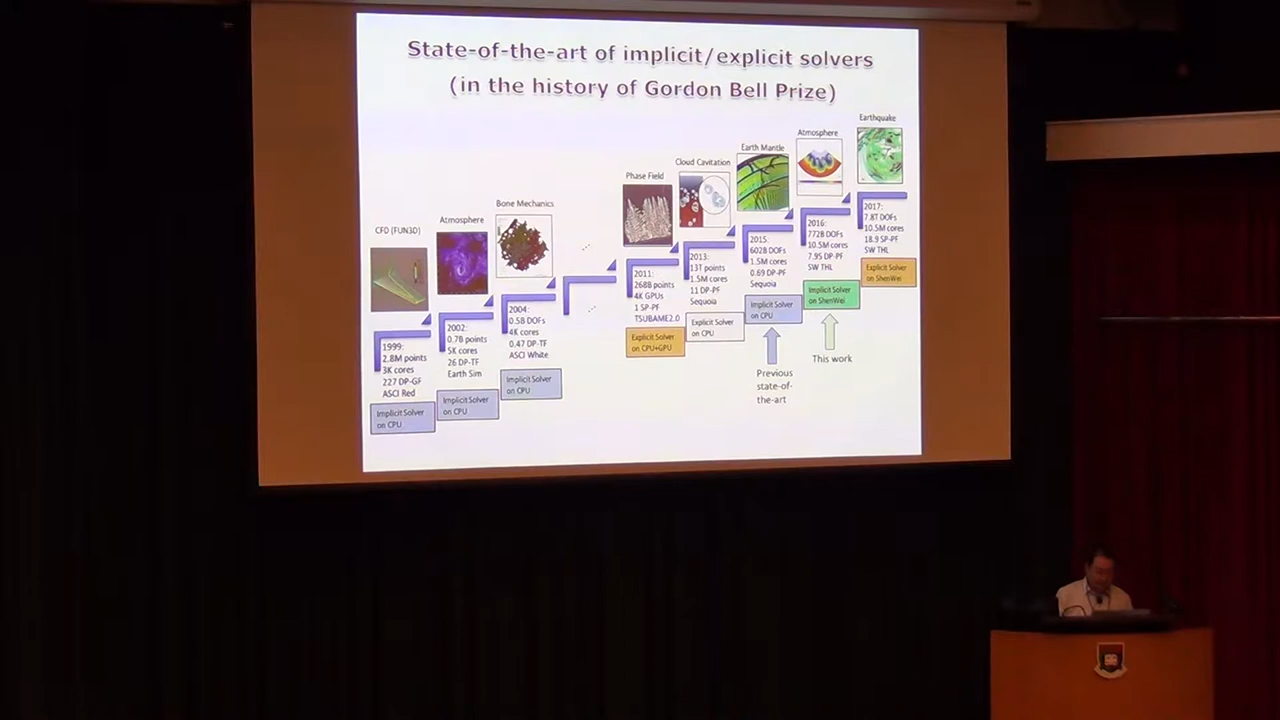 State-of-the-art of implicit/explicit solvers
(in the history of Gordon Bell Prize)
CFD (FUN3D)
1999:
2.8M points
3K cores
227 DP-GF
ASCI Red
Implicit Solver
on CPU
Atmosphere
2002:
0.7B points
5K cores
26 DP-TF
Earth Sim
Implicit Solver
on CPU
Bone Mechanics
2004:
0.5B DOFs
4K cores
0.47 DP-TF
ASCI White
Implicit Solver
on CPU
Phase Field
2011:
268B points
4K GPUs
1 SP-PF
TSUBAME2.0
Explicit Solver
on CPU+GPU
Cloud Cavitation
2013:
13T points
1.5M cores
11 DP-PF
Sequoia
Explicit Solver
on CPU
Earth Mantle
2015:
602B DOFs
1.5M cores
0.69 DP-PF
Sequoia
Implicit Solver
on CPU
Previous
state-of-
the-art
Atmosphere
2016:
772B DOFs
10.5M cores
7.95 DP-PF
SW THL
Implicit Solver
on ShenWei
This work
Earthquake
2017:
7.8T DOFs
10.5M cores
18.9 SP-PF
SW THL
Explicit Solver
on ShenWei